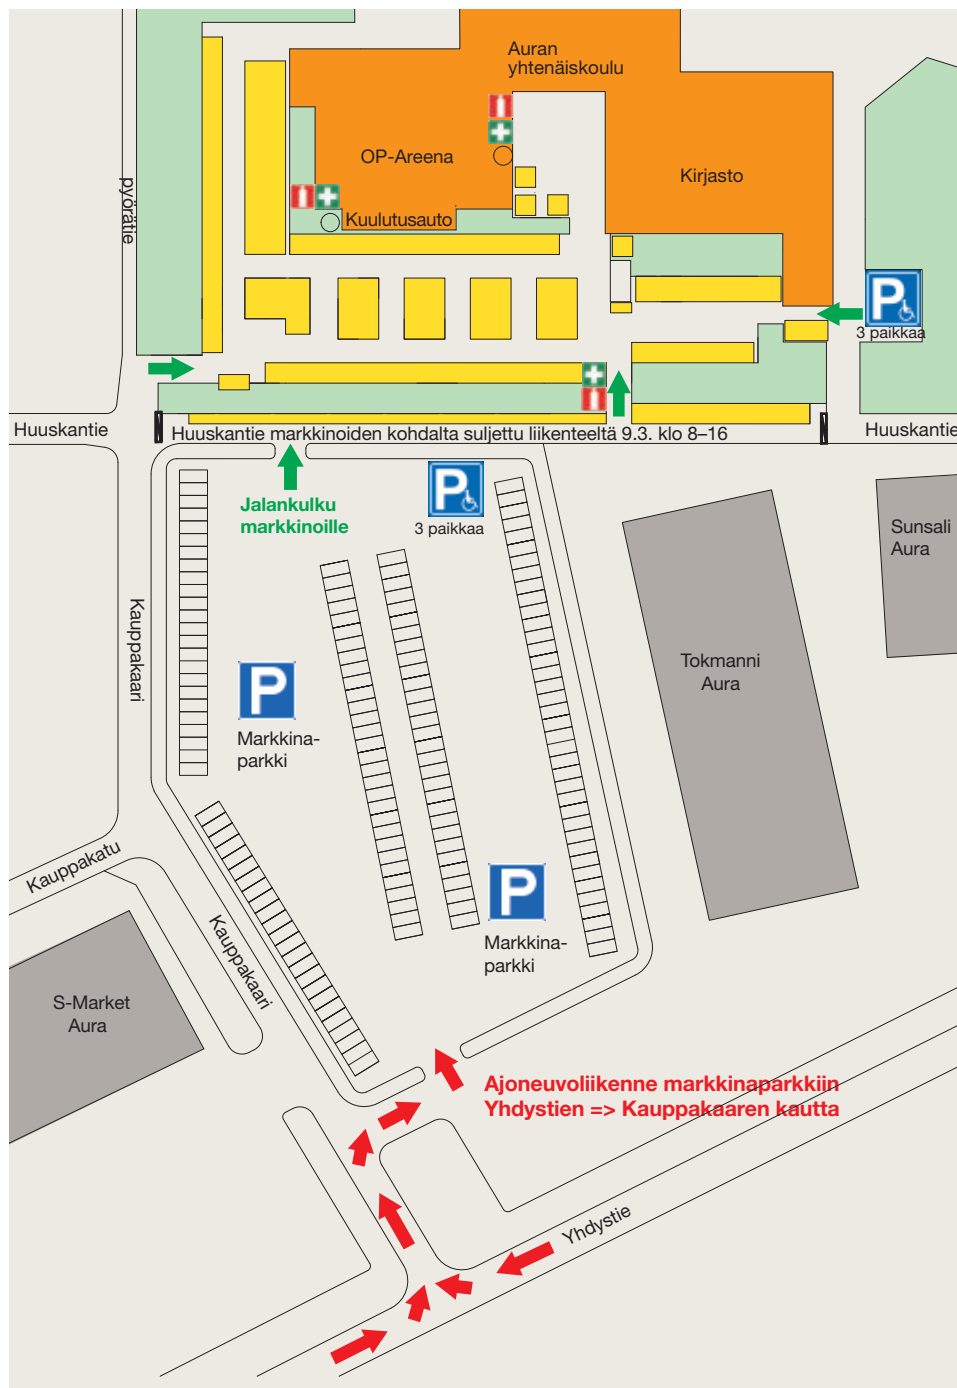 Auran
yhtenäiskoulu
OP-Areena
Kirjasto
pyörätie
Kuulutusauto
P
3 paikkaa
Huuskantie
Huuskantie markkinoiden kohdalta suljettu liikenteeltä 9.3. klo 8–16
Huuskantie
Jalankulku
markkinoille
P
3 paikkaa
Sunsali
Aura
Kauppakaari
Tokmanni
Aura
P
Markkina-
parkki
Kauppakatu
P
Markkina-
parkki
Kauppakaari
S-Market
Aura
Ajoneuvoliikenne markkinaparkkiin
Yhdystien => Kauppakaaren kautta
Yhdystie